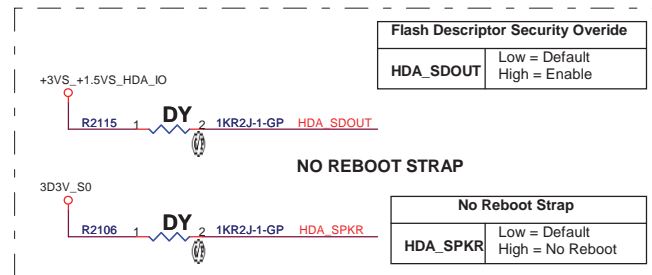 Flash Descriptor Security Overide
HDA_SDOUT
Low = Default
High = Enable
+3VS_+1.5VS_HDA_IO
R2115 1 DY 2 1KR2J-1-GP HDA_SDOUT
NO REBOOT STRAP
3D3V_S0
R2106 1 DY 2 1KR2J-1-GP HDA_SPKR
No Reboot Strap
HDA_SPKR
Low = Default
High = No Reboot